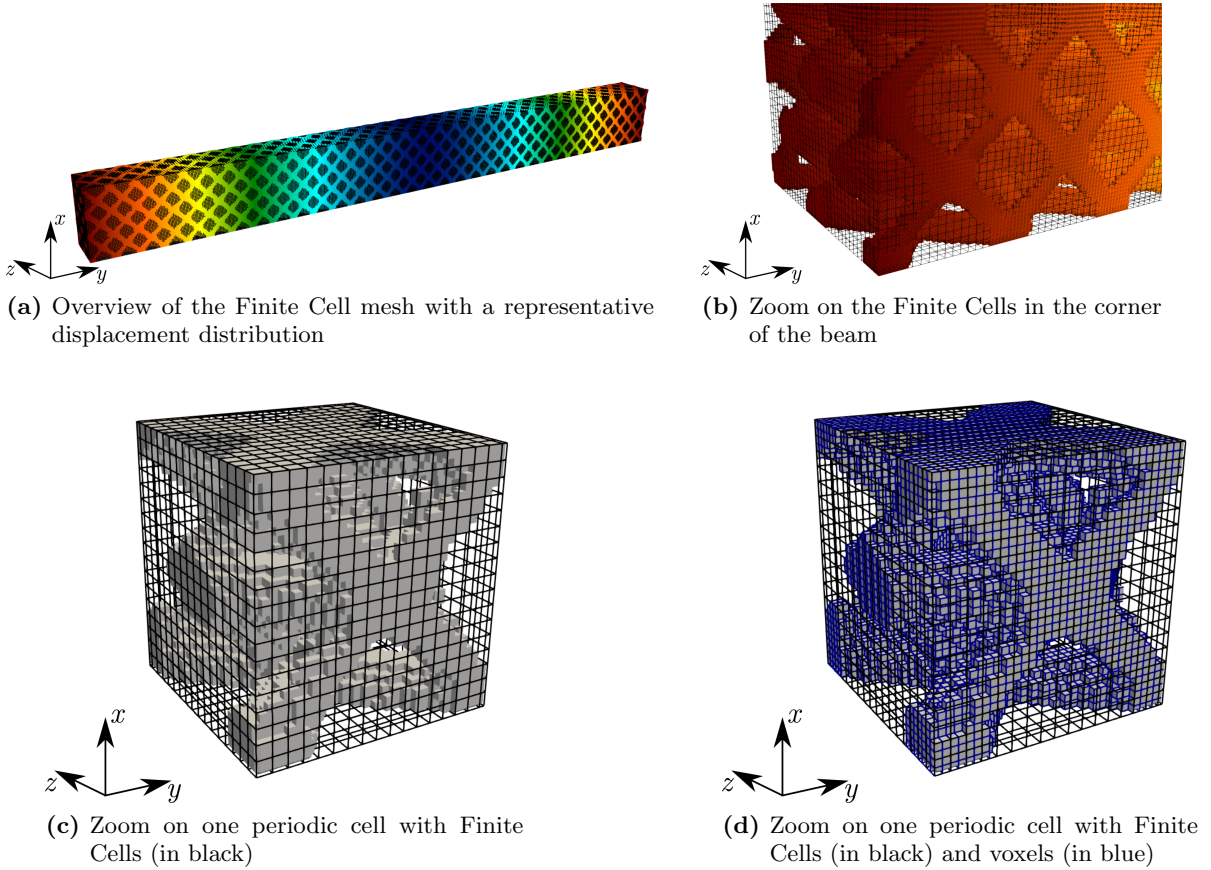 x
z
y
(a) Overview of the Finite Cell mesh with a representative
displacement distribution
x
z
y
(b) Zoom on the Finite Cells in the corner
of the beam
x
z
y
(c) Zoom on one periodic cell with Finite
Cells (in black)
x
z
y
(d) Zoom on one periodic cell with Finite
Cells (in black) and voxels (in blue)